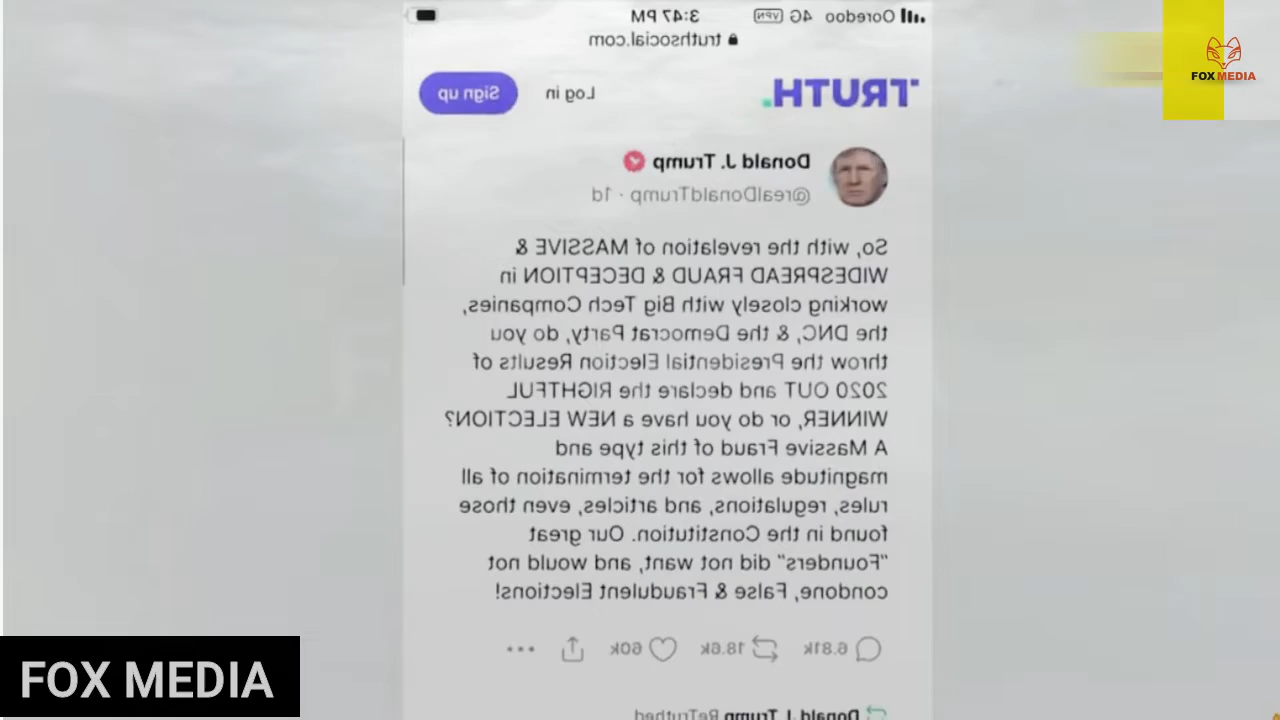 Ooredoo 4G VPN 3:47 PM
truthsocial.com
TRUTH. Log in Sign up
Donald J. Trump
@realDonaldTrump · 1d
So, with the revelation of MASSIVE &
WIDESPREAD FRAUD & DECEPTION in
working closely with Big Tech Companies,
the DNC, & the Democrat Party, do you
throw the Presidential Election Results of
2020 OUT and declare the RIGHTFUL
WINNER, or do you have a NEW ELECTION?
A Massive Fraud of this type and
magnitude allows for the termination of all
rules, regulations, and articles, even those
found in the Constitution. Our great
"Founders" did not want, and would not
condone, False & Fraudulent Elections!
6.81k 18.6k 60k
Donald J. Trump ReTruthed
FOX MEDIA
FOX MEDIA